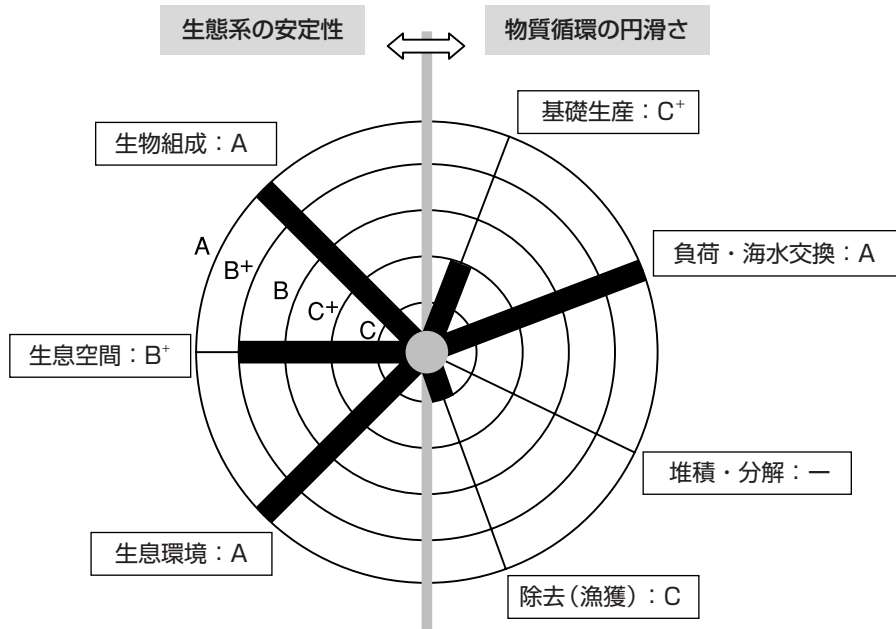 生態系の安定性
物質循環の円滑さ
基礎生産：C⁺
生物組成：A
負荷・海水交換：A
A
B+
B
C+
C
生息空間：B⁺
堆積・分解：ー
生息環境：A
除去（漁獲）：C